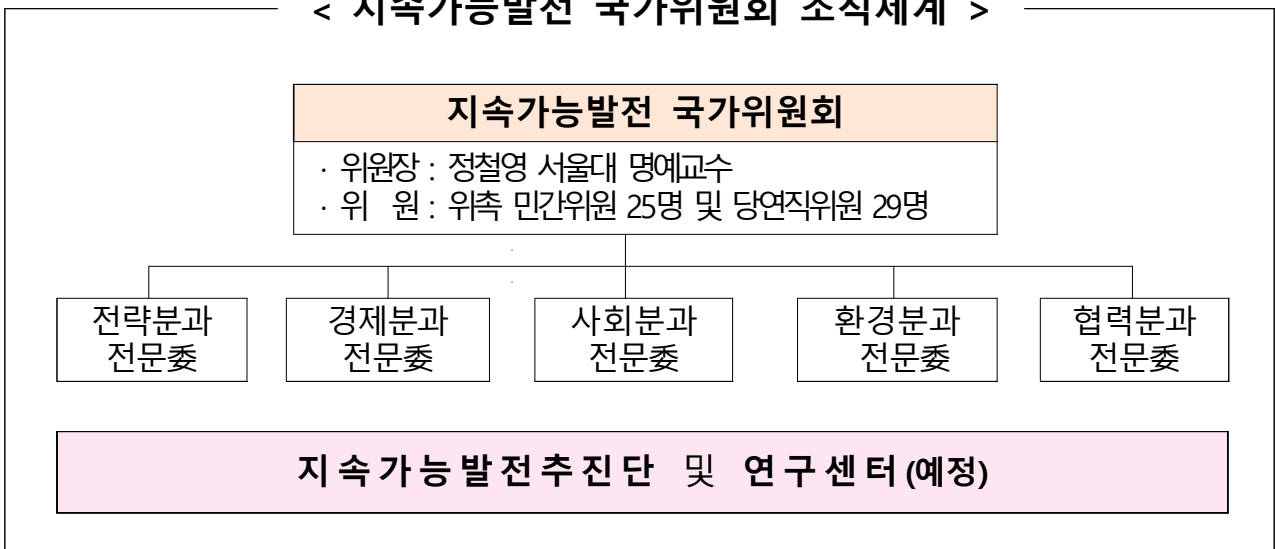 < 지속가능발전 국가위원회 조직체계 >
지속가능발전 국가위원회
· 위원장 : 정철영 서울대 명예교수
· 위 원 : 위촉 민간위원 25명 및 당연직위원 29명
전략분과
전문委
경제분과
전문委
사회분과
전문委
환경분과
전문委
협력분과
전문委
지속가능발전추진단 및 연구센터(예정)